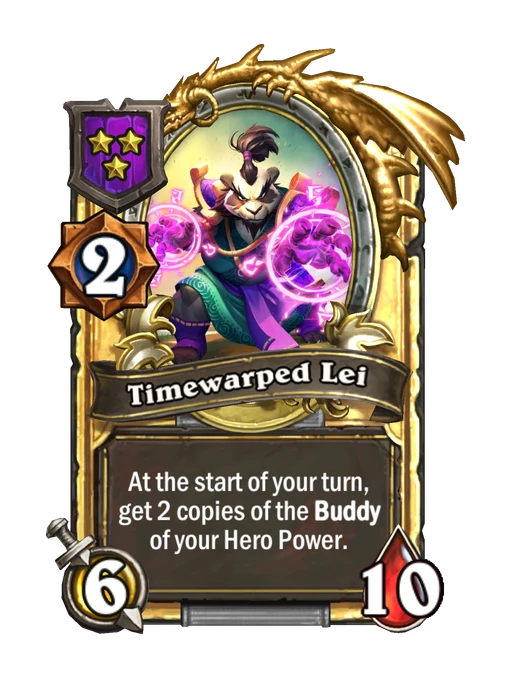 2
Timewarped Lei
At the start of your turn,
get 2 copies of the Buddy
of your Hero Power.
6
10